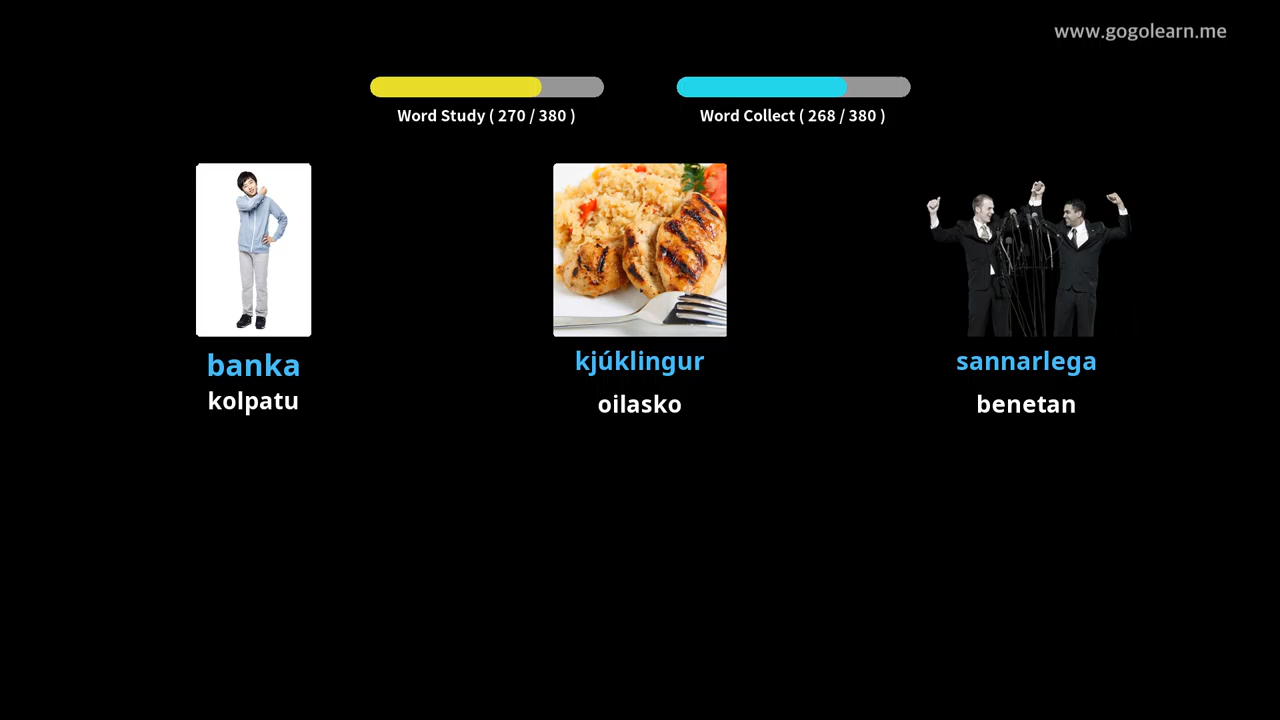 www.gogolearn.me
Word Study ( 270 / 380 )
Word Collect ( 268 / 380 )
banka
kjúklingur
sannarlega
kolpatu
oilasko
benetan